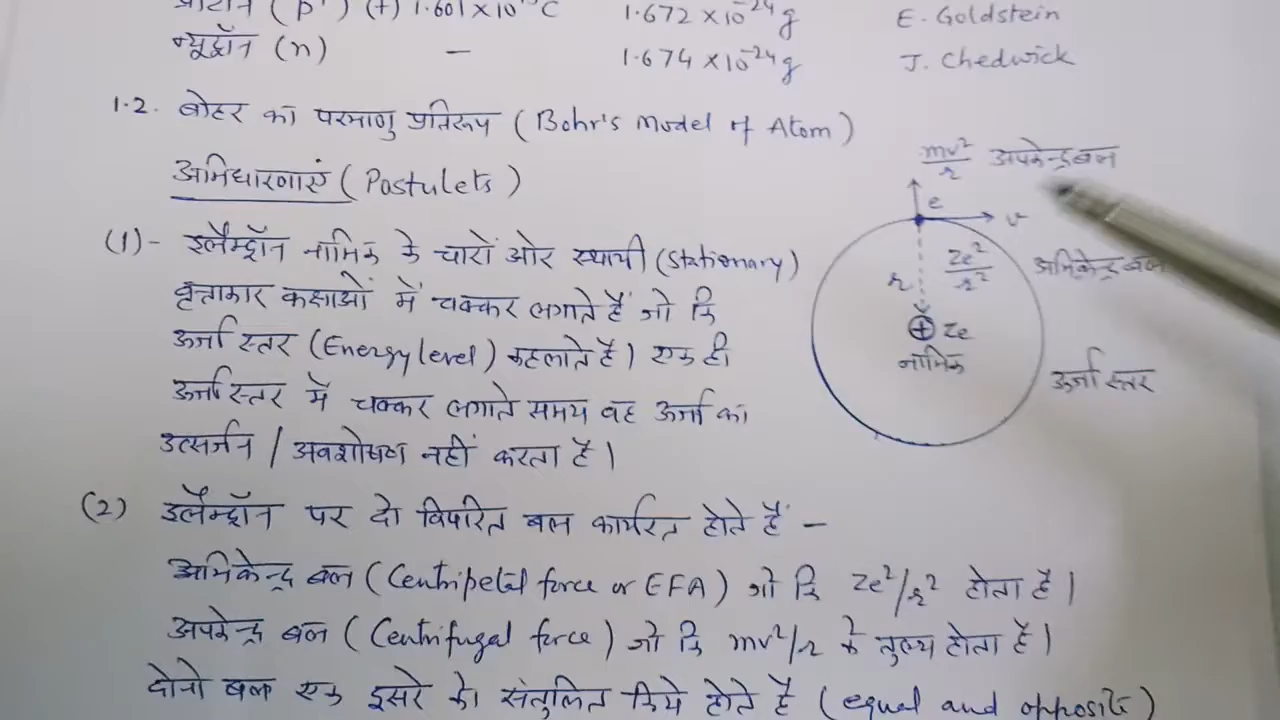 प्रोटॉन (p⁺) (+) 1.601 × 10 C 1.672 × 10⁻²⁴ g E. Goldstein
न्यूट्रॉन (n) — 1.674 × 10⁻²⁴ g J. Chedwick
1.2. बोहर का परमाणु प्रतिरूप (Bohr's Model of Atom)
अभिधारणाएं (Postulets)
mv²/r अपकेन्द्र बल
e
v
(1) - इलैक्ट्रॉन नाभिक के चारों ओर स्थायी (Stationary)
r Ze²/r² अभिकेन्द्र बल
वृत्ताकार कक्षाओं में चक्कर लगाते हैं जो कि
ऊर्जा स्तर (Energy level) कहलाते हैं। एक ही
+ Ze
नाभिक
ऊर्जा स्तर
ऊर्जा स्तर में चक्कर लगाते समय वह ऊर्जा का
उत्सर्जन / अवशोषण नहीं करता है।
(2) इलैक्ट्रॉन पर दो विपरित बल कार्यरत होते हैं —
अभिकेन्द्र बल (Centripetal force or EFA) जो कि Ze²/r² होता है।
अपकेन्द्र बल (Centrifugal force) जो कि mv²/r के तुल्य होता है।
दोनो बल एक दूसरे को संतुलित किये होते है (equal and opposite)